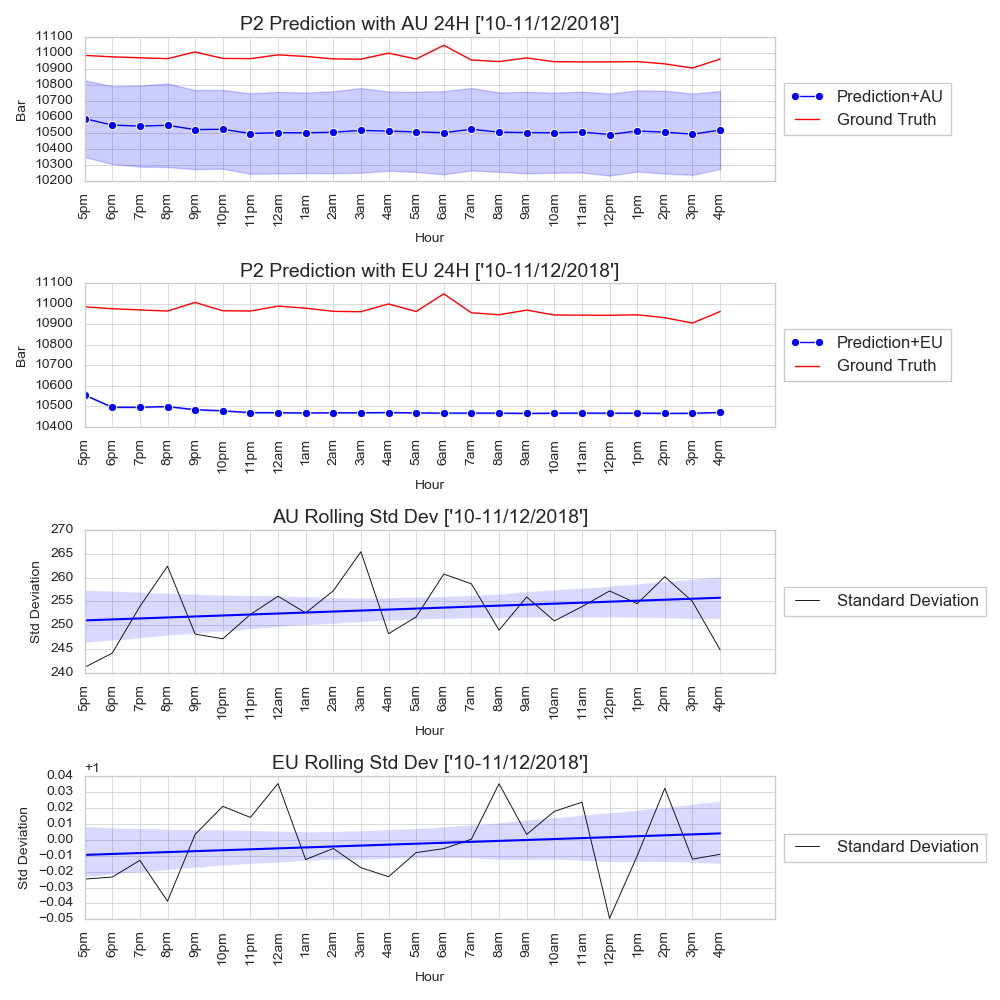 P2 Prediction with AU 24H ['10-11/12/2018']
11100
11000
10900
10800
10700
10600
10500
10400
10300
10200
Bar
5pm 6pm 7pm 8pm 9pm 10pm 11pm 12am 1am 2am 3am 4am 5am 6am 7am 8am 9am 10am 11am 12pm 1pm 2pm 3pm 4pm
Hour
Prediction+AU
Ground Truth
P2 Prediction with EU 24H ['10-11/12/2018']
11100
11000
10900
10800
10700
10600
10500
10400
Bar
5pm 6pm 7pm 8pm 9pm 10pm 11pm 12am 1am 2am 3am 4am 5am 6am 7am 8am 9am 10am 11am 12pm 1pm 2pm 3pm 4pm
Hour
Prediction+EU
Ground Truth
AU Rolling Std Dev ['10-11/12/2018']
270
265
260
255
250
245
240
Std Deviation
5pm 6pm 7pm 8pm 9pm 10pm 11pm 12am 1am 2am 3am 4am 5am 6am 7am 8am 9am 10am 11am 12pm 1pm 2pm 3pm 4pm
Hour
Standard Deviation
EU Rolling Std Dev ['10-11/12/2018']
+1
0.04
0.03
0.02
0.01
0.00
−0.01
−0.02
−0.03
−0.04
−0.05
Std Deviation
5pm 6pm 7pm 8pm 9pm 10pm 11pm 12am 1am 2am 3am 4am 5am 6am 7am 8am 9am 10am 11am 12pm 1pm 2pm 3pm 4pm
Hour
Standard Deviation